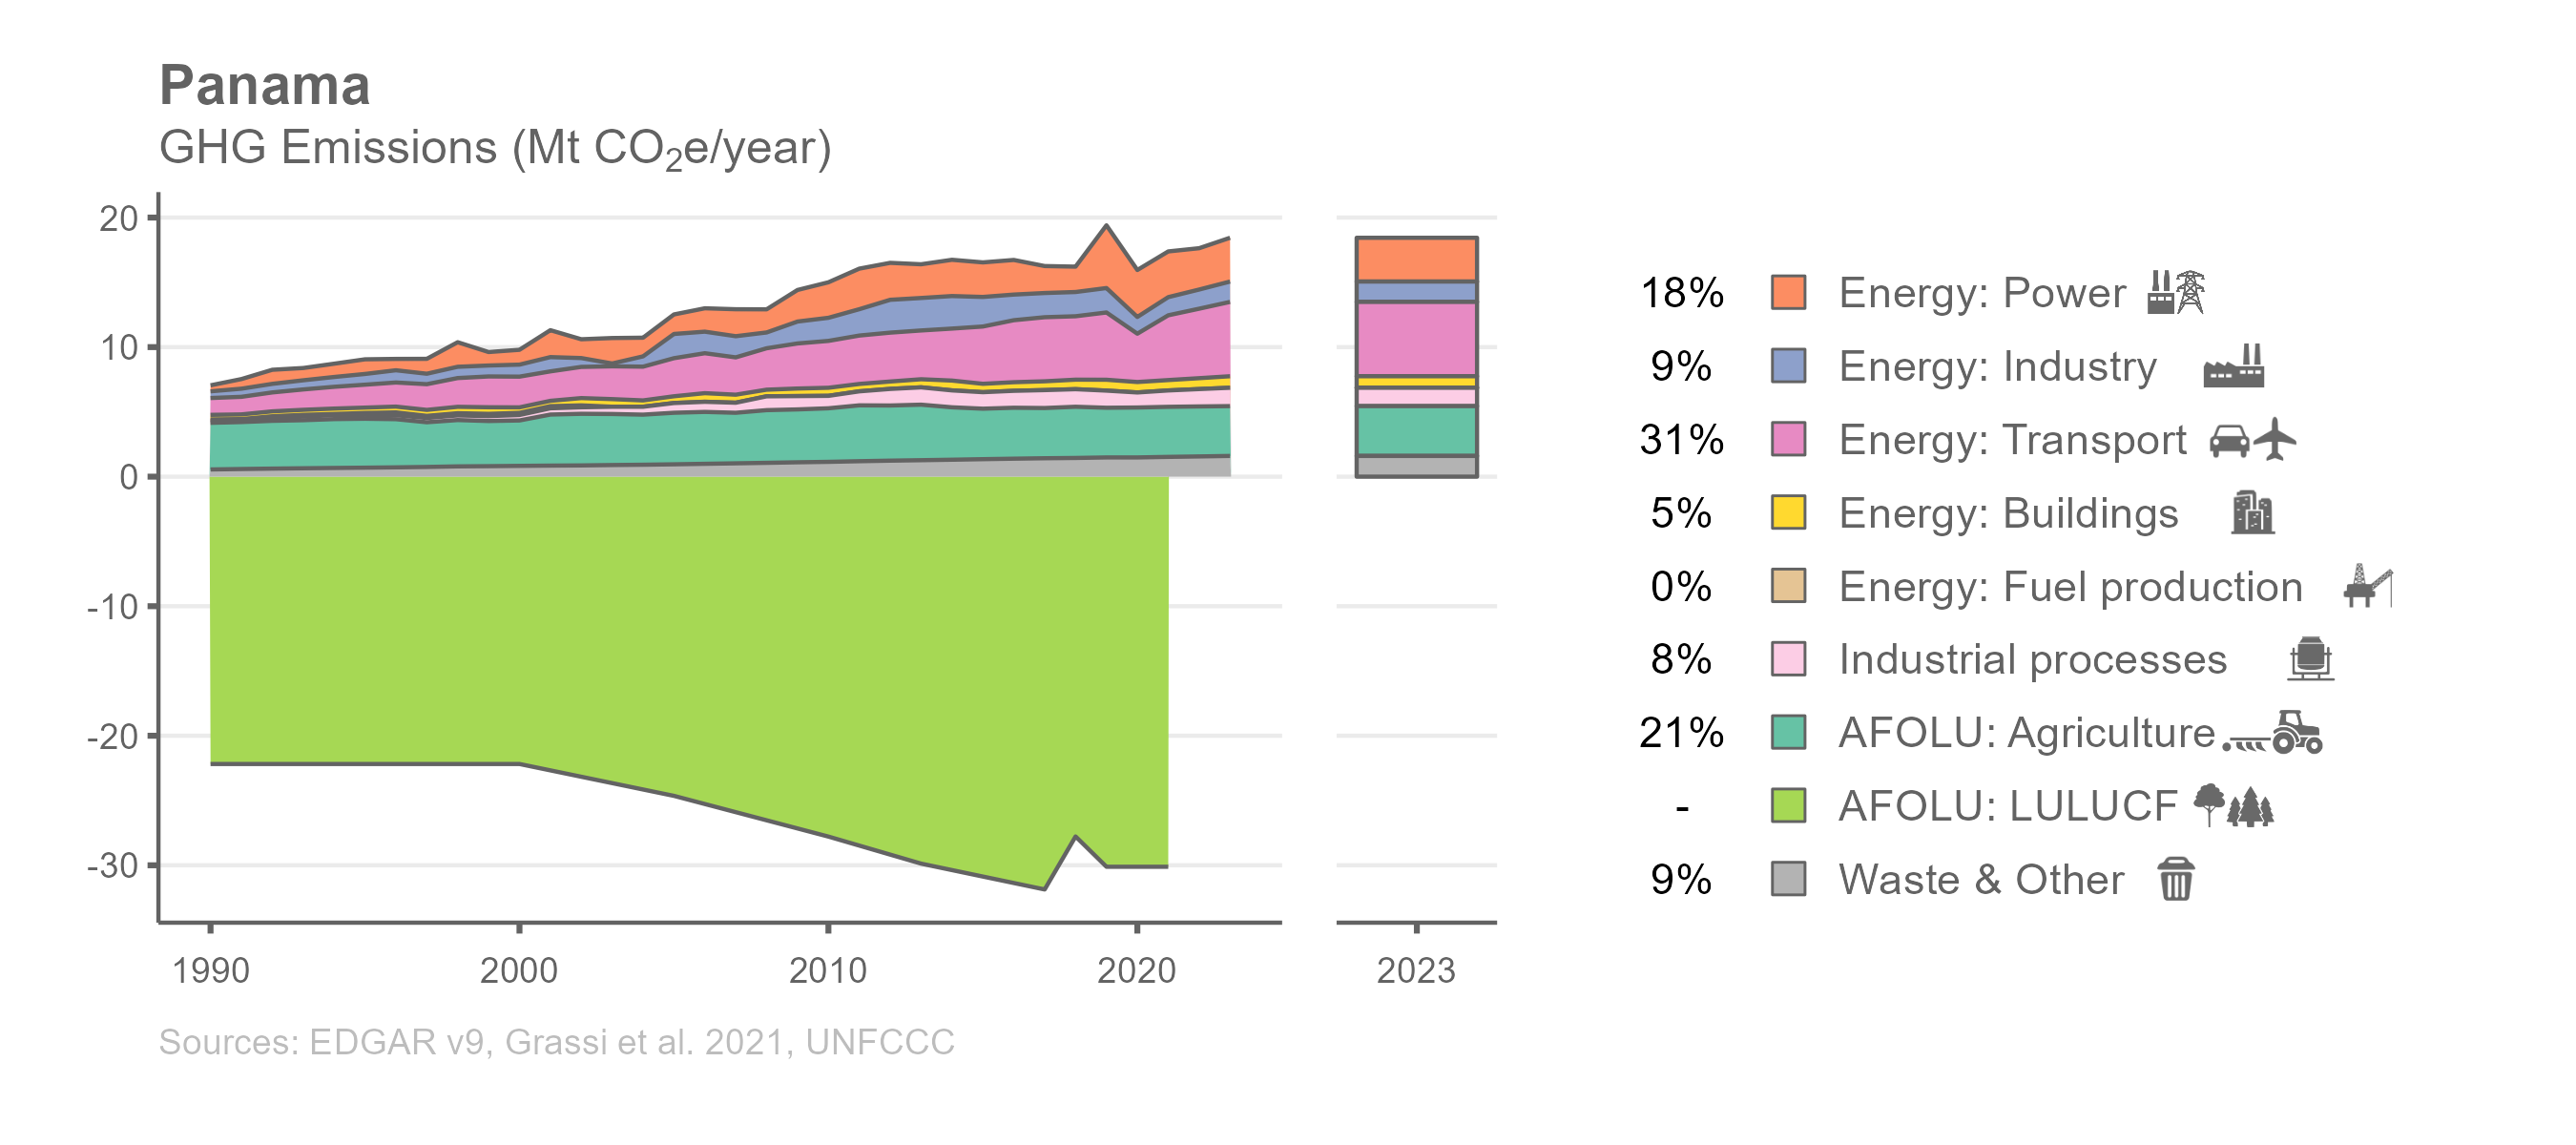 Panama
GHG Emissions (Mt CO₂e/year)
20
10
0
-10
-20
-30
1990
2000
2010
2020
2023
18% Energy: Power
9% Energy: Industry
31% Energy: Transport
5% Energy: Buildings
0% Energy: Fuel production
8% Industrial processes
21% AFOLU: Agriculture
- AFOLU: LULUCF
9% Waste & Other
Sources: EDGAR v9, Grassi et al. 2021, UNFCCC